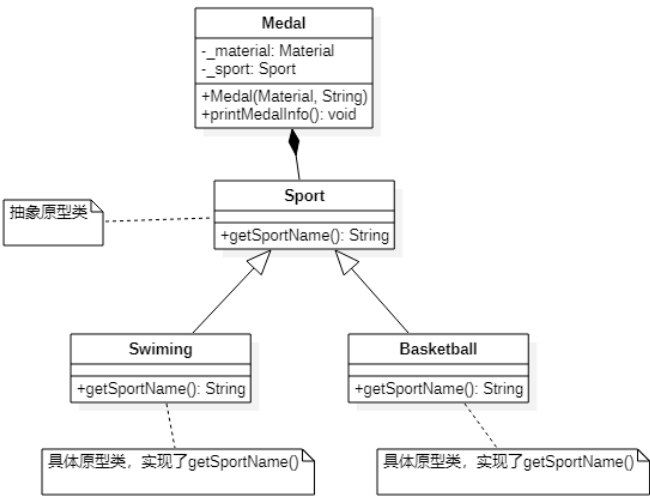 Medal
-_material: Material
-_sport: Sport
+Medal(Material, String)
+printMedalInfo(): void
抽象原型类
Sport
+getSportName(): String
Swiming
+getSportName(): String
Basketball
+getSportName(): String
具体原型类，实现了getSportName()
具体原型类，实现了getSportName()